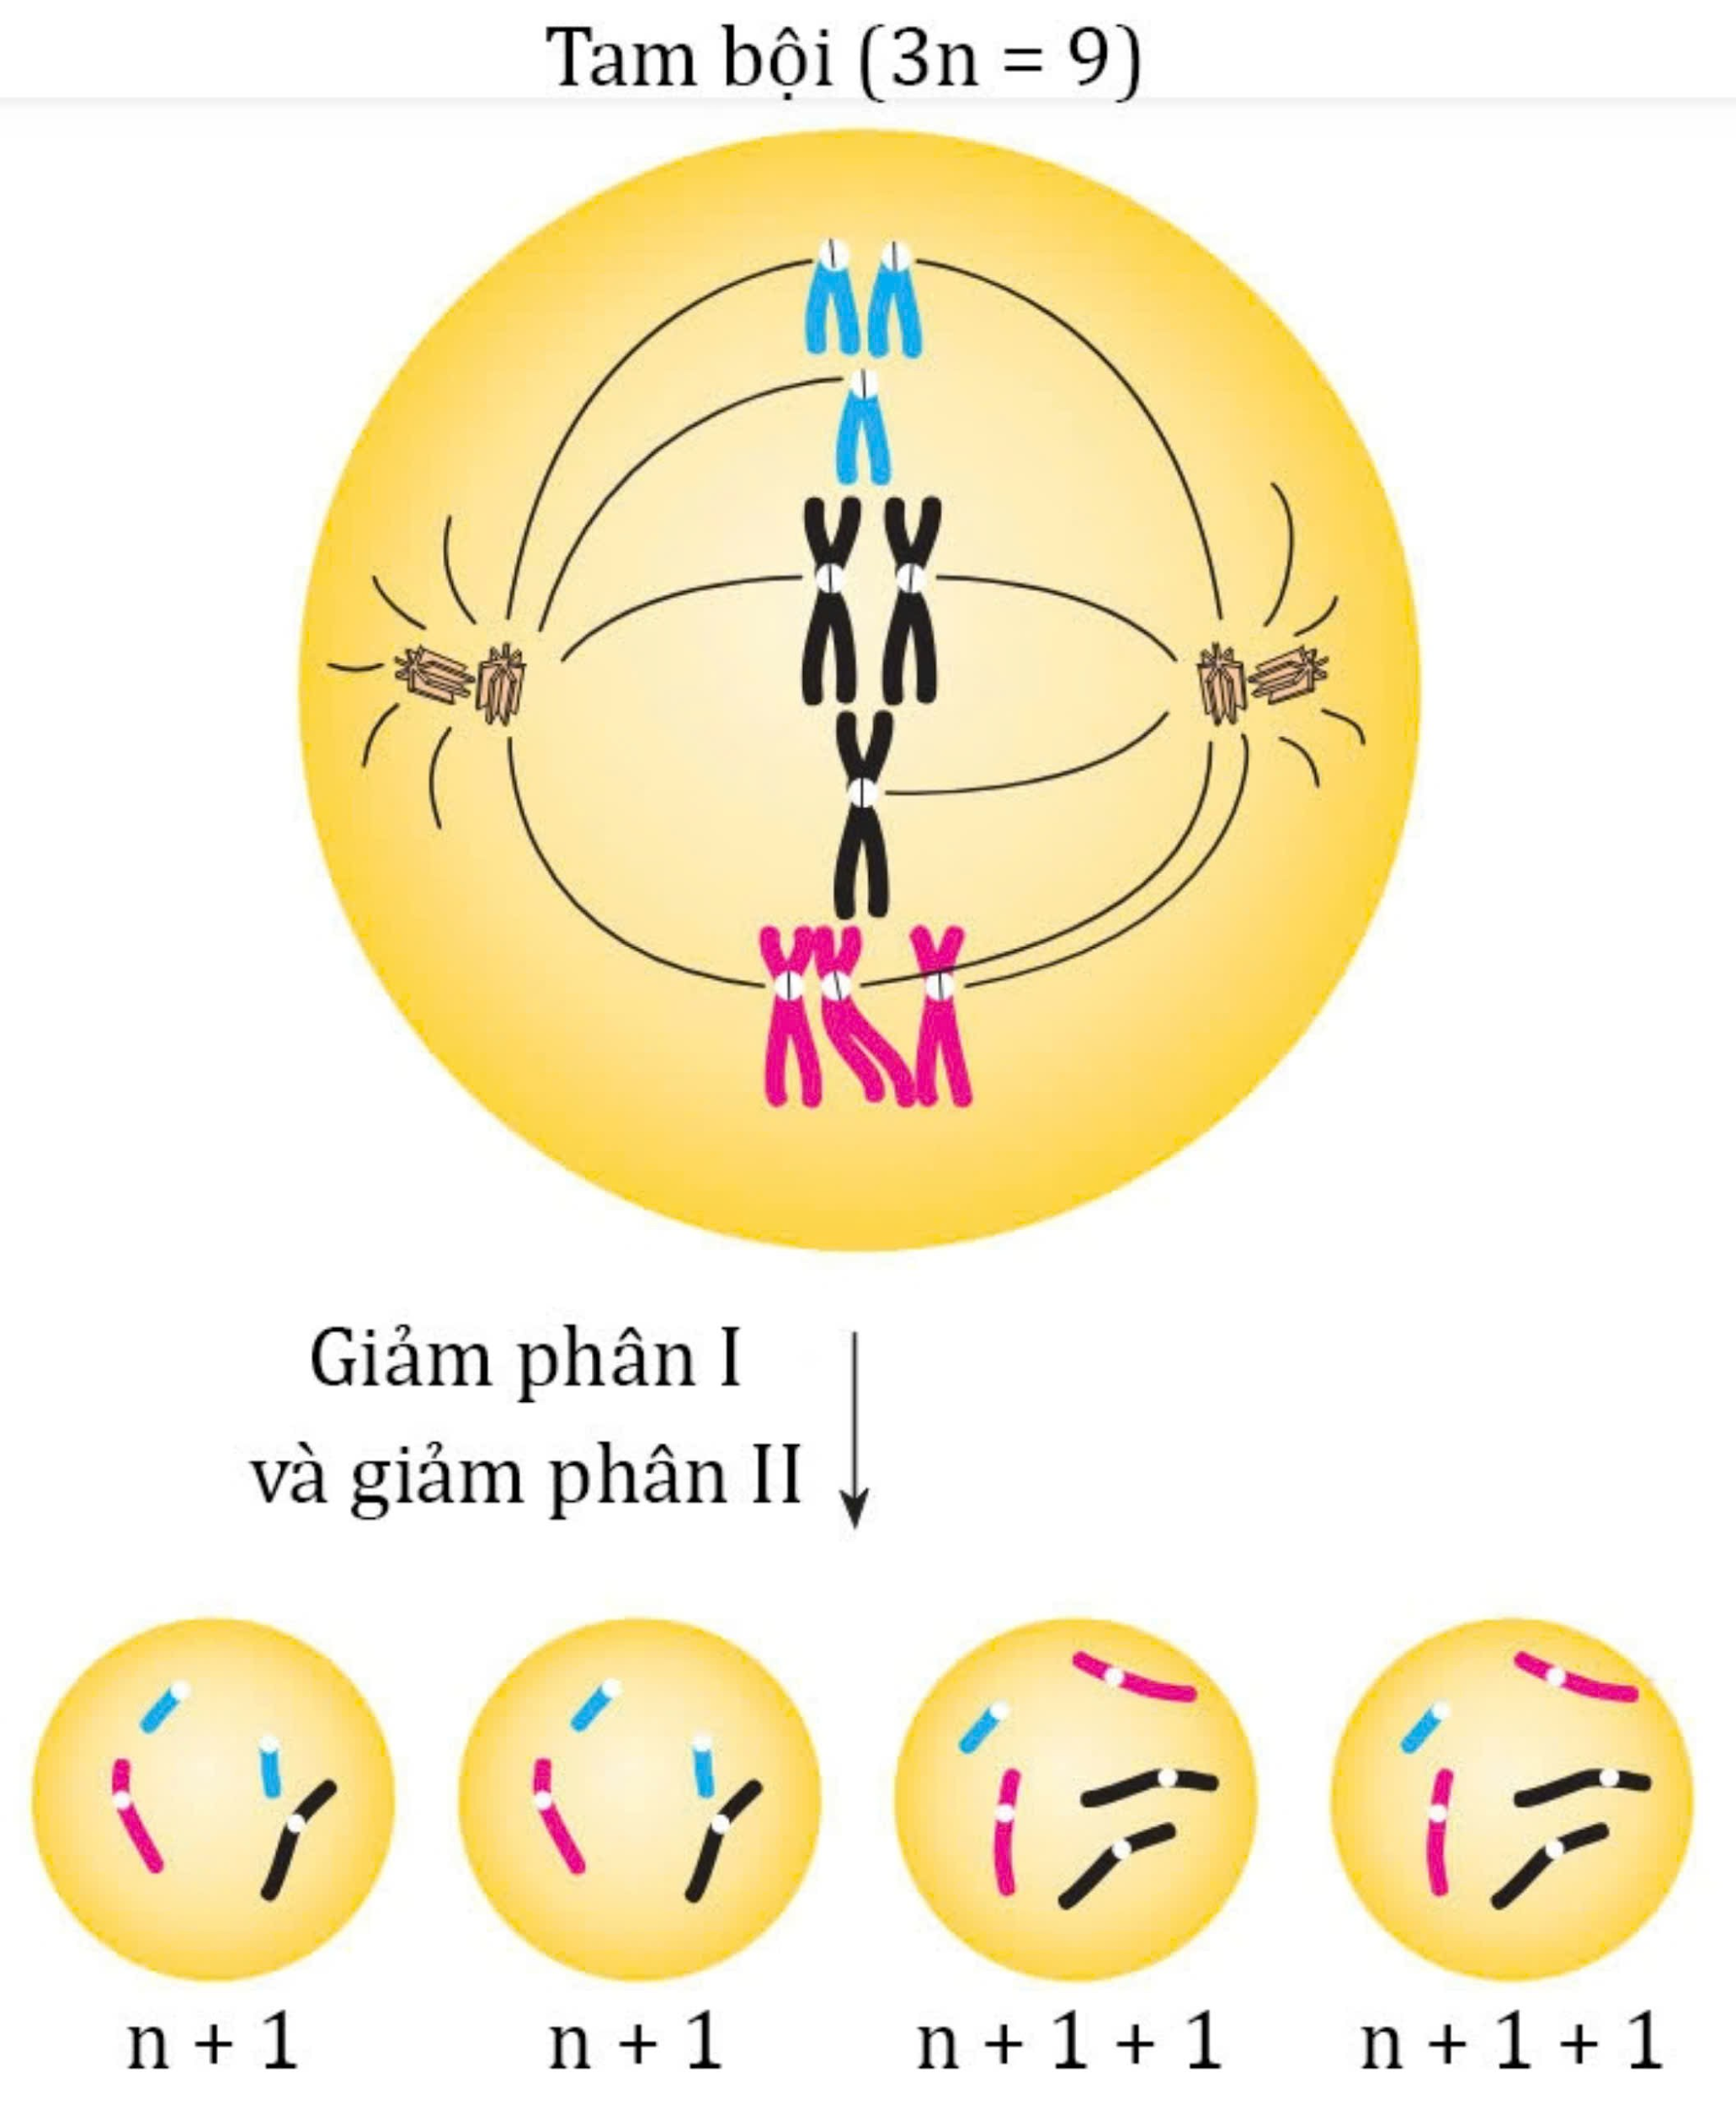 Tam bội (3n = 9)
Giảm phân I
và giảm phân II
n + 1
n + 1
n + 1 + 1
n + 1 + 1